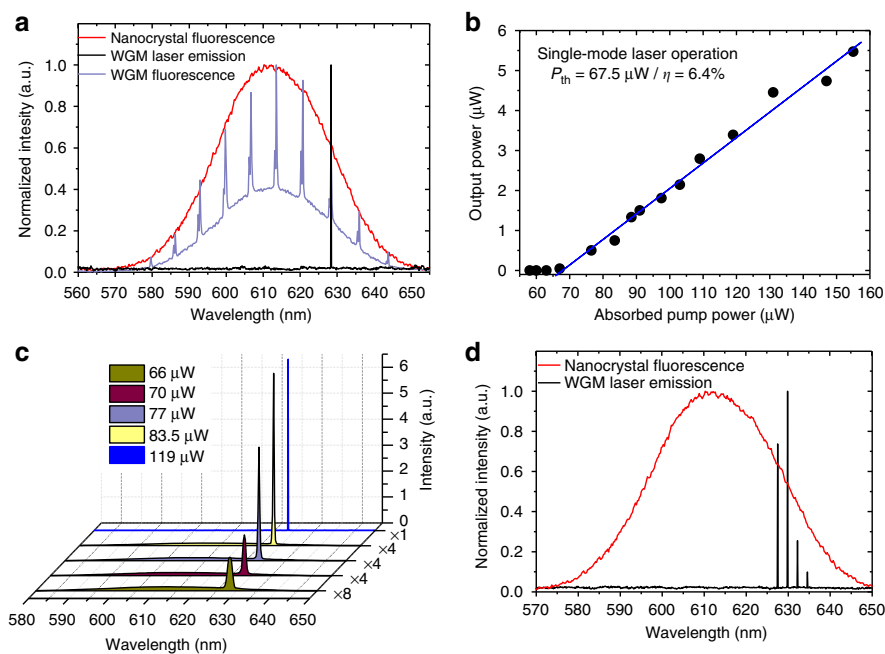 a
Nanocrystal fluorescence
WGM laser emission
WGM fluorescence
1.0
0.8
0.6
0.4
0.2
0.0
Normalized intesity (a.u.)
560 570 580 590 600 610 620 630 640 650
Wavelength (nm)
b
Single-mode laser operation
Pth = 67.5 μW / η = 6.4%
6
5
4
3
2
1
0
Output power (μW)
50 60 70 80 90 100 110 120 130 140 150 160
Absorbed pump power (μW)
c
66 μW
70 μW
77 μW
83.5 μW
119 μW
6
5
4
3
2
1
0
Intensity (a.u.)
×1
×4
×4
×4
×8
580 590 600 610 620 630 640 650
Wavelength (nm)
d
Nanocrystal fluorescence
WGM laser emission
1.0
0.8
0.6
0.4
0.2
0.0
Normalized intensity (a.u.)
570 580 590 600 610 620 630 640 650
Wavelength (nm)